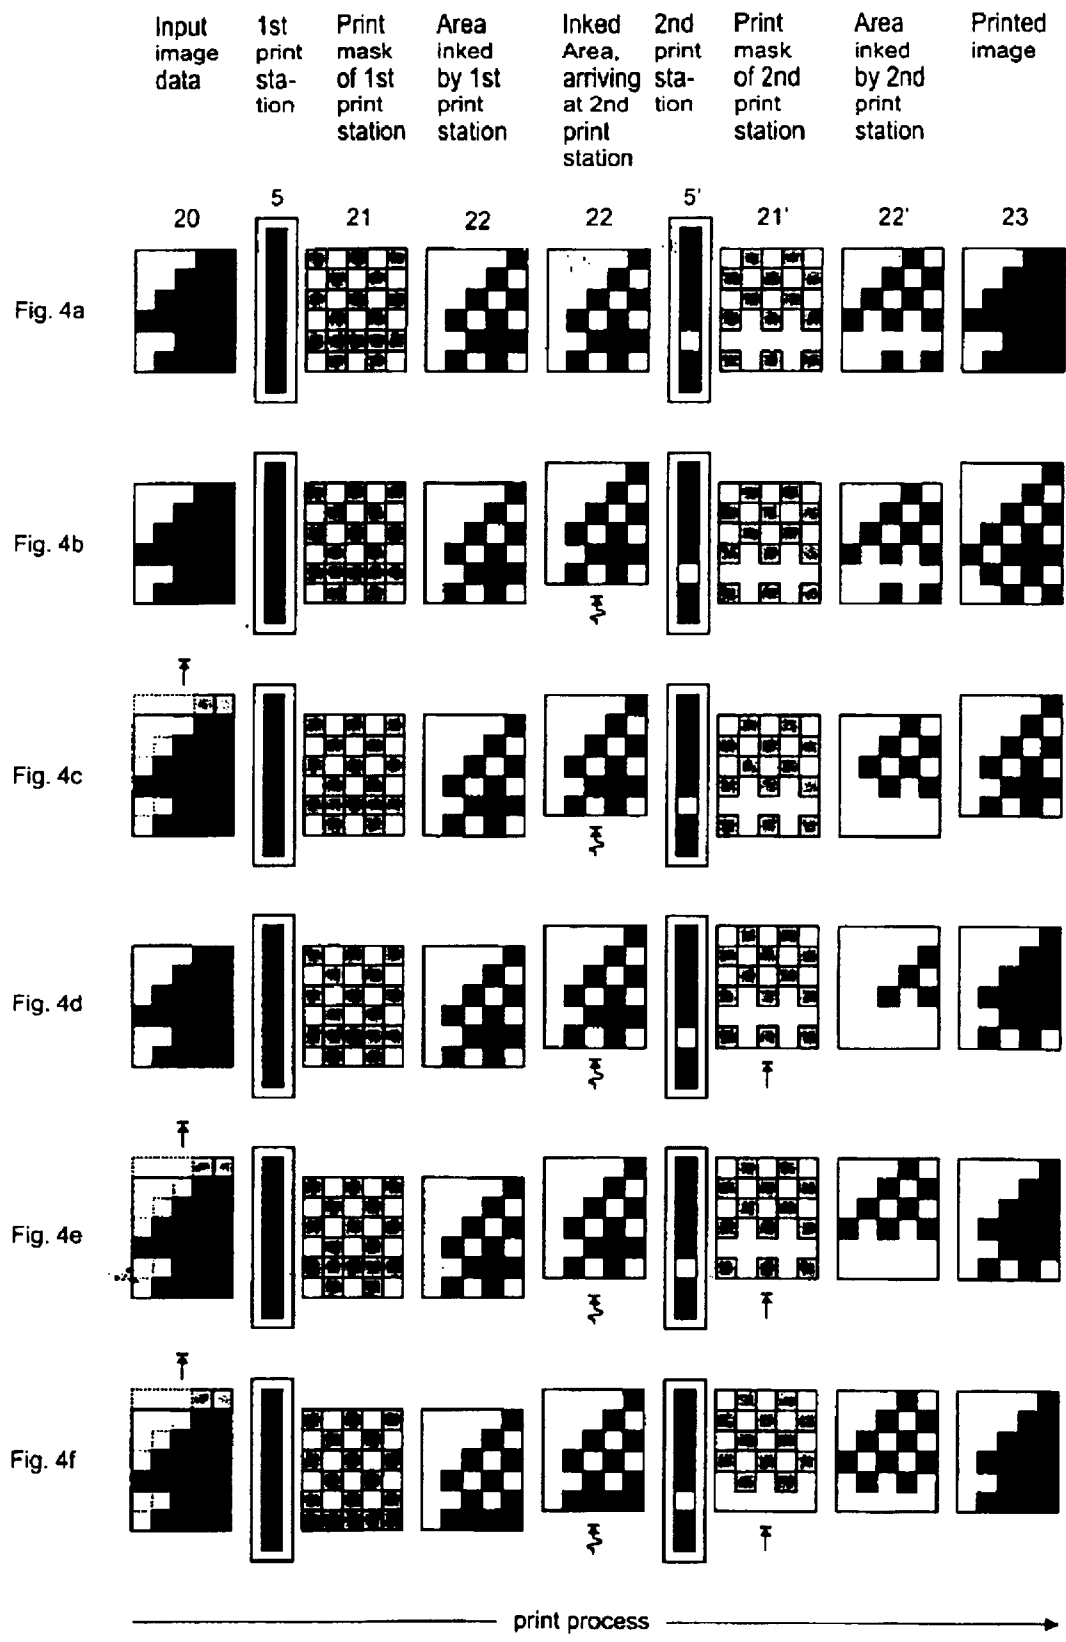 Input
image
data
1st
print
sta-
tion
Print
mask
of 1st
print
station
Area
inked
by 1st
print
station
Inked
Area,
arriving
at 2nd
print
station
2nd
print
sta-
tion
Print
mask
of 2nd
print
station
Area
inked
by 2nd
print
station
Printed
image
20
5
21
22
22
5'
21'
22'
23
Fig. 4a
Fig. 4b
Fig. 4c
Fig. 4d
Fig. 4e
Fig. 4f
print process